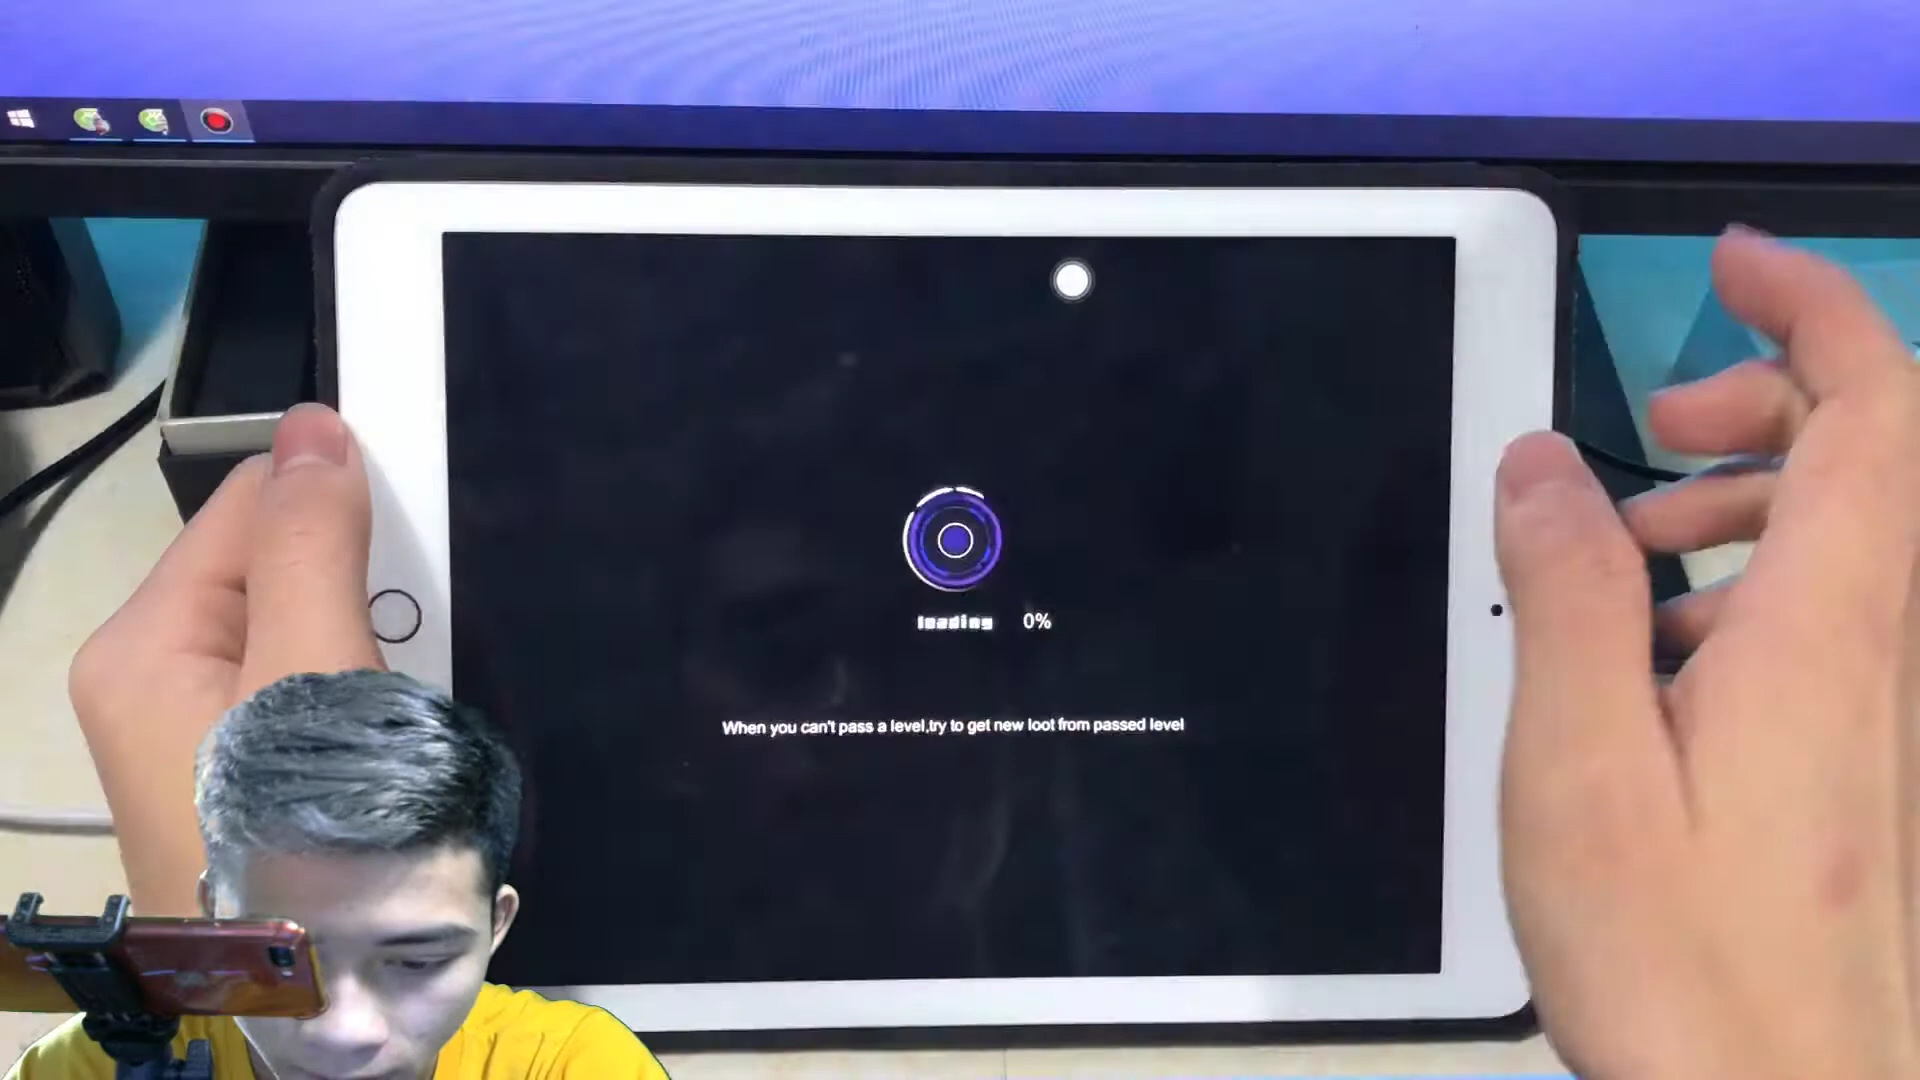 loading 0%
When you can't pass a level,try to get new loot from passed level